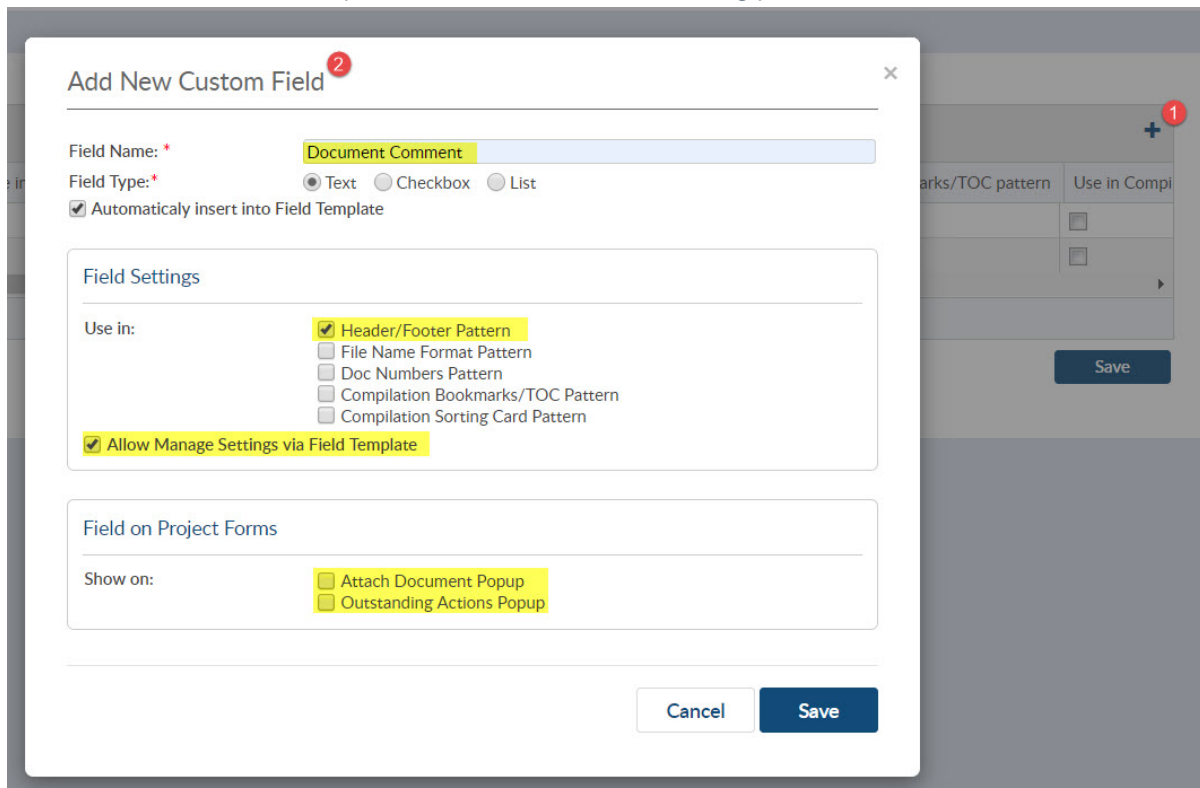 Add New Custom Field 2
×
1
+
Field Name: *
Document Comment
Field Type:*
Text
Checkbox
List
Automaticaly insert into Field Template
arks/TOC pattern
Use in Compi
Field Settings
Use in:
Header/Footer Pattern
File Name Format Pattern
Doc Numbers Pattern
Compilation Bookmarks/TOC Pattern
Compilation Sorting Card Pattern
Save
Allow Manage Settings via Field Template
Field on Project Forms
Show on:
Attach Document Popup
Outstanding Actions Popup
Cancel
Save